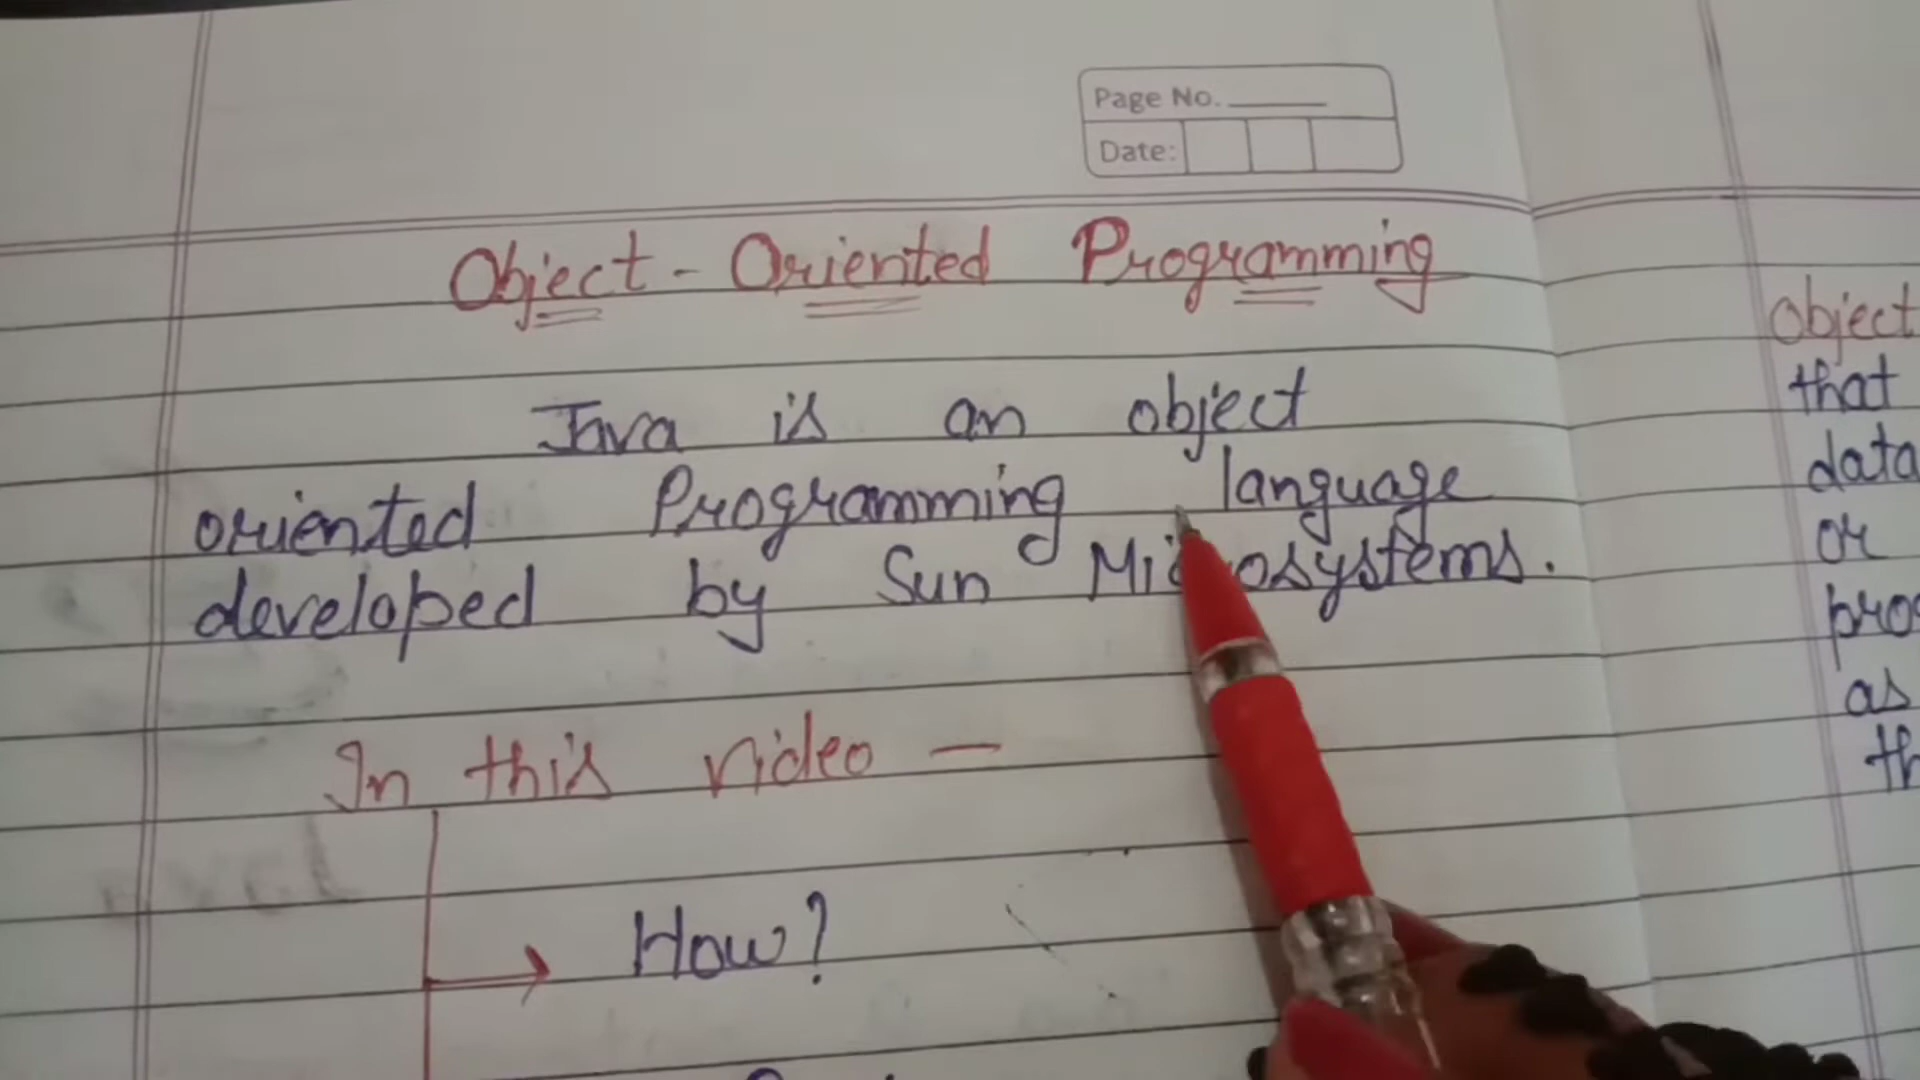 Page No.
Date:
Object - Oriented Programming
Java is an object
oriented Programming language
developed by Sun Microsystems.
In this video —
How?
object
that
data
or
as